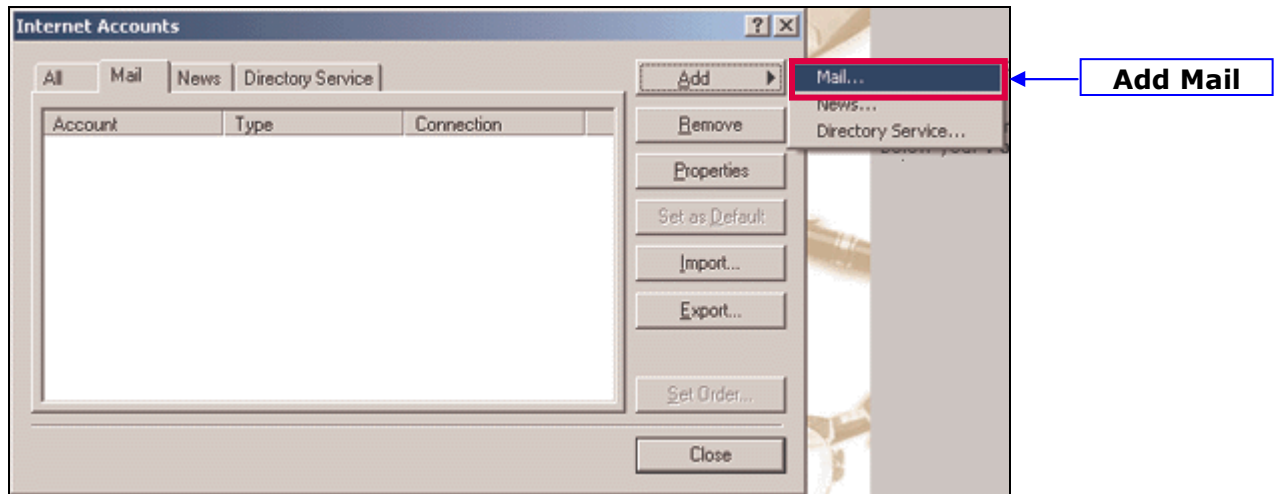 Internet Accounts
All Mail News Directory Service
Account Type Connection
Add
Remove
Properties
Set as Default
Import...
Export...
Set Order...
Close
Mail...
News...
Directory Service...
Add Mail